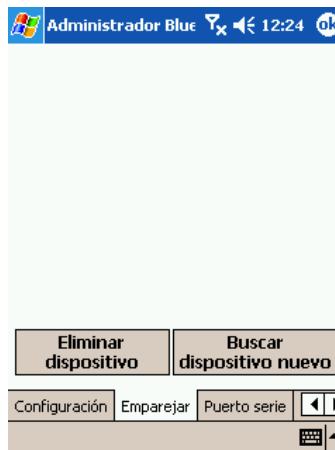 Administrador Blue 12:24 ok
Eliminar
dispositivo
Buscar
dispositivo nuevo
Configuración Emparejar Puerto serie